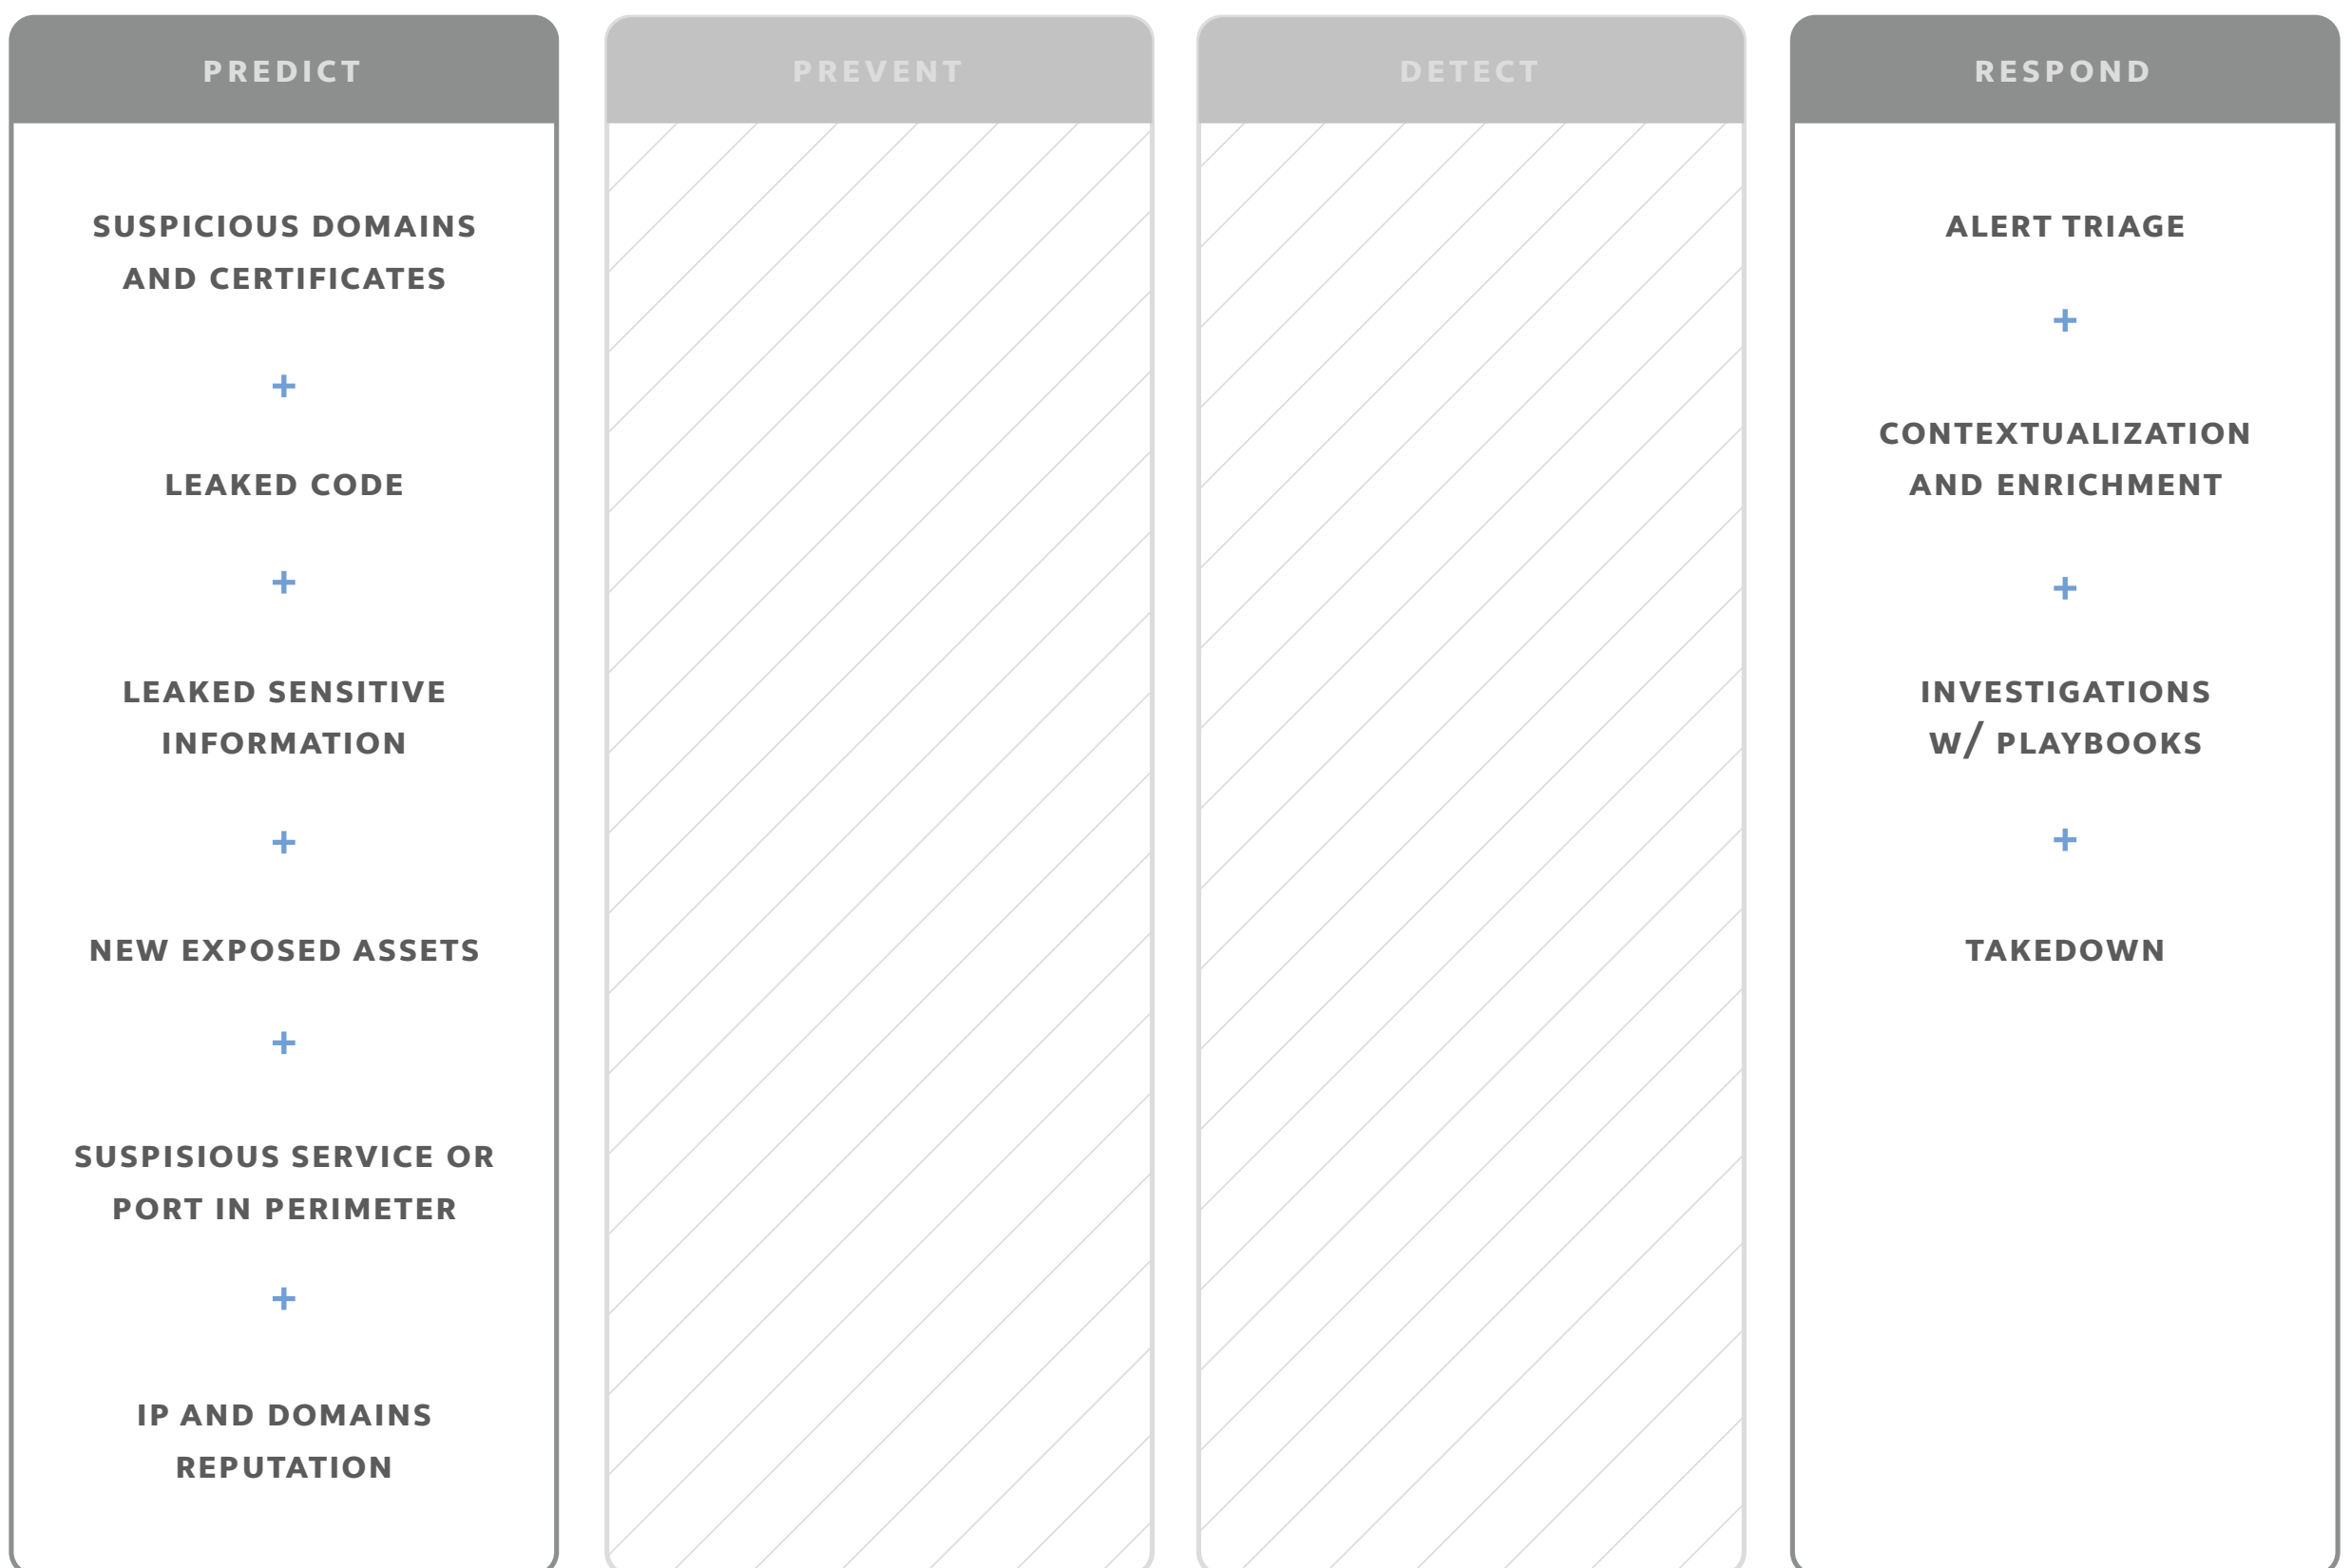 PREDICT
SUSPICIOUS DOMAINS
AND CERTIFICATES
+
LEAKED CODE
+
LEAKED SENSITIVE
INFORMATION
+
NEW EXPOSED ASSETS
+
SUSPISIOUS SERVICE OR
PORT IN PERIMETER
+
IP AND DOMAINS
REPUTATION
PREVENT
DETECT
RESPOND
ALERT TRIAGE
+
CONTEXTUALIZATION
AND ENRICHMENT
+
INVESTIGATIONS
W/ PLAYBOOKS
+
TAKEDOWN